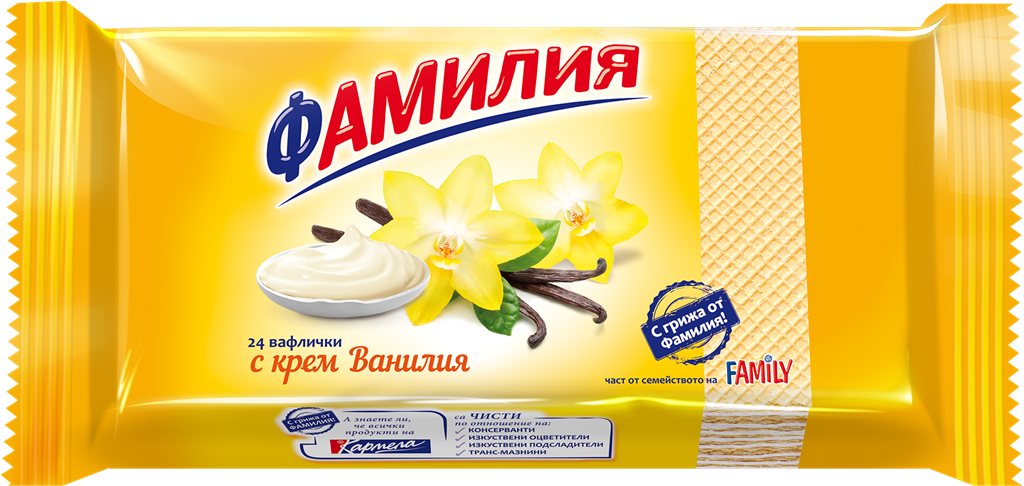 ФАМИЛИЯ
24 вафлички
с крем Ванилия
С грижа от
Фамилия!
част от семейството на FAMILY
С грижа от
ФАМИЛИЯ!
А знаете ли,
че всички
продукти на
Кармела
са ЧИСТИ
по отношение на:
✓ КОНСЕРВАНТИ
✓ ИЗКУСТВЕНИ ОЦВЕТИТЕЛИ
✓ ИЗКУСТВЕНИ ПОДСЛАДИТЕЛИ
✓ ТРАНС-МАЗНИНИ